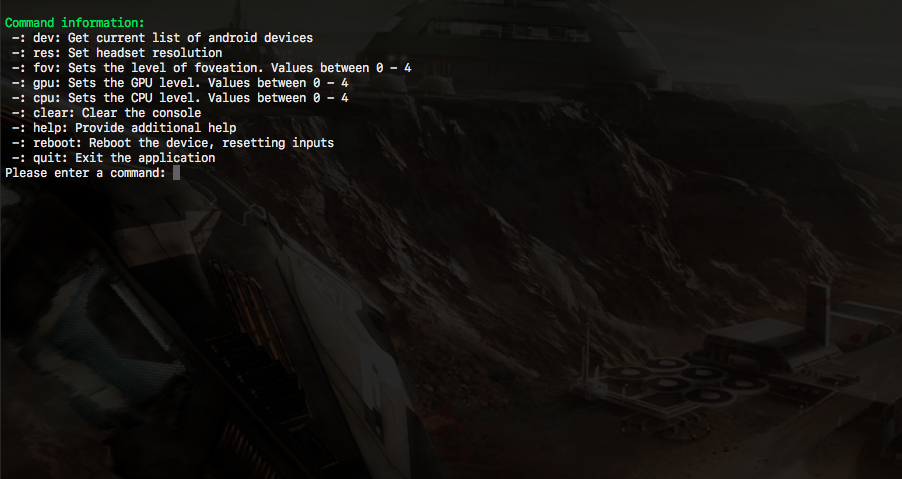 Command information:
-: dev: Get current list of android devices
-: res: Set headset resolution
-: fov: Sets the level of foveation. Values between 0 - 4
-: gpu: Sets the GPU level. Values between 0 - 4
-: cpu: Sets the CPU level. Values between 0 - 4
-: clear: Clear the console
-: help: Provide additional help
-: reboot: Reboot the device, resetting inputs
-: quit: Exit the application
Please enter a command: